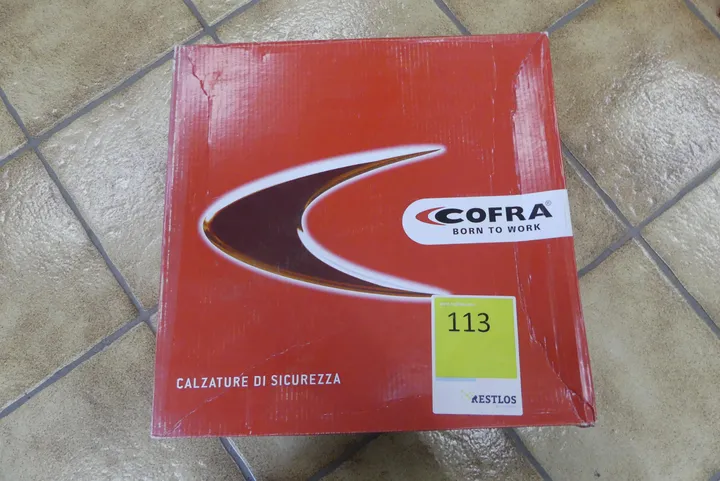 COFRA®
BORN TO WORK
113
CALZATURE DI SICUREZZA
RESTLOS